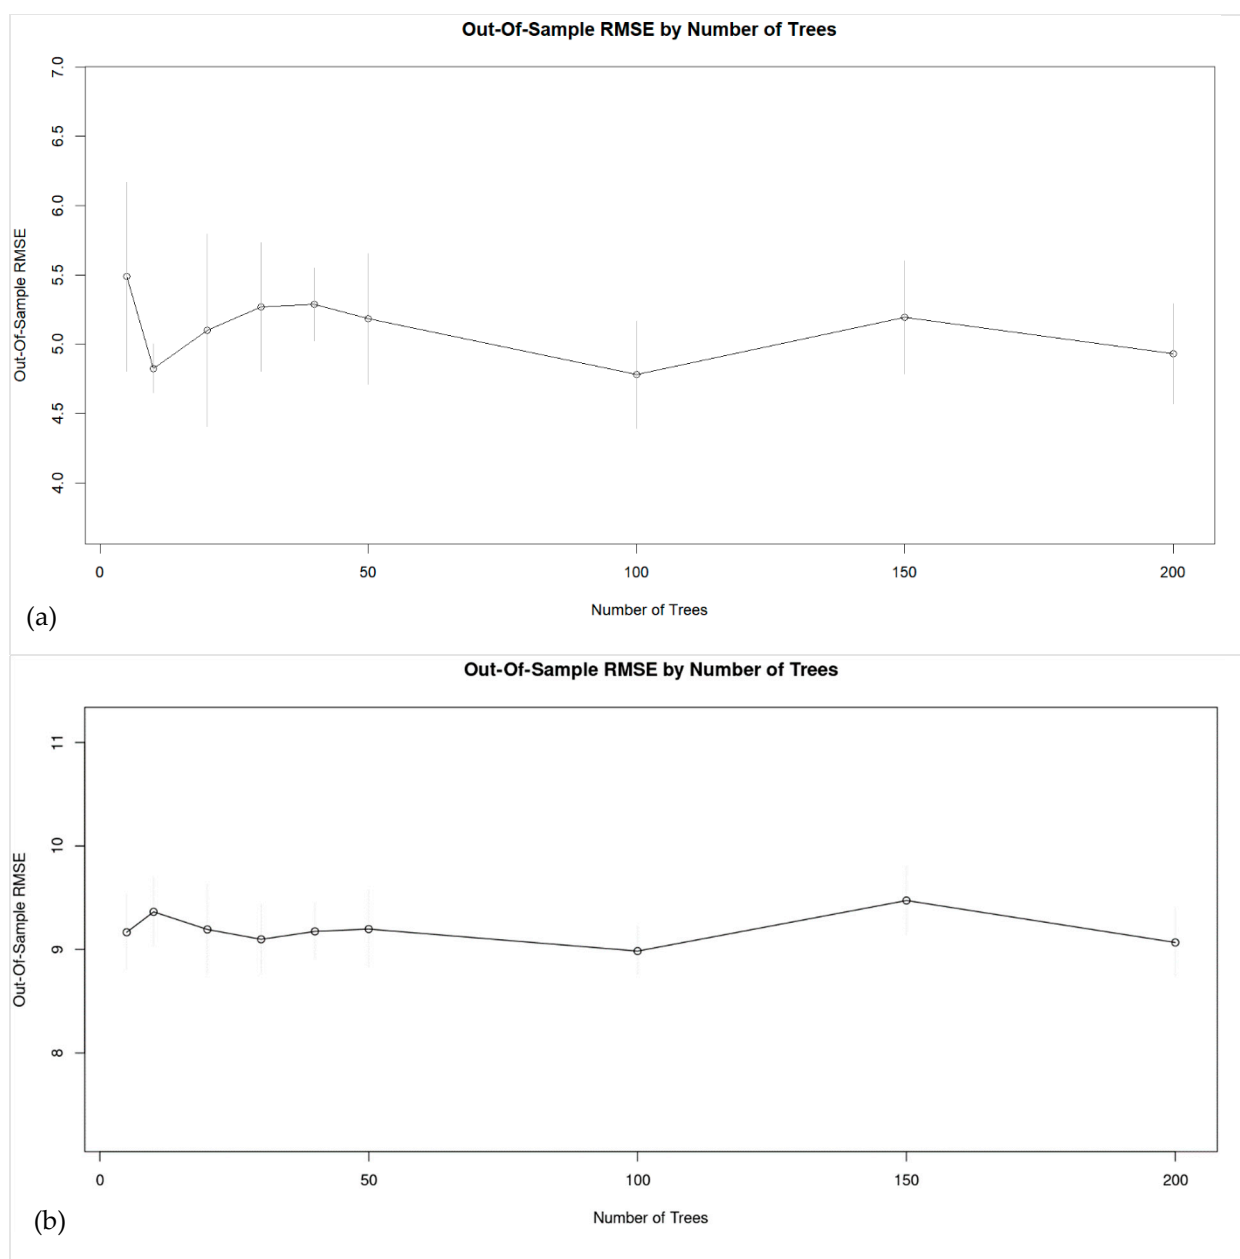 Out-Of-Sample RMSE by Number of Trees
7.0
6.5
6.0
5.5
5.0
4.5
4.0
Out-Of-Sample RMSE
0 50 100 150 200
Number of Trees
(a)
Out-Of-Sample RMSE by Number of Trees
11
10
9
8
Out-Of-Sample RMSE
0 50 100 150 200
Number of Trees
(b)